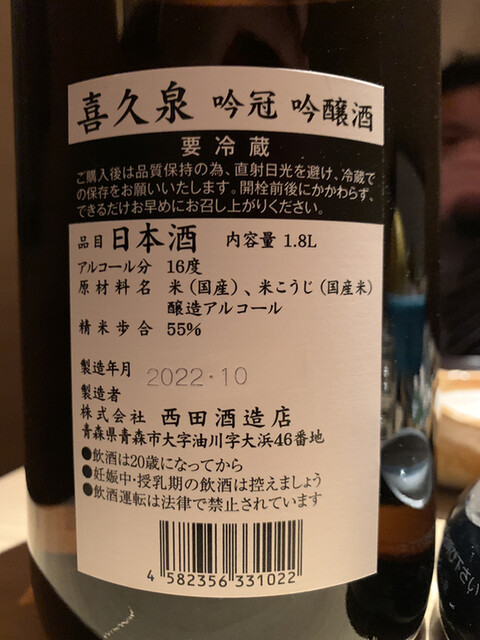 喜久泉 吟冠 吟醸酒
要冷蔵
ご購入後は品質保持の為、直射日光を避け、冷蔵で
の保存をお願いいたします。開栓前後にかかわらず、
できるだけお早めにお召し上がりください。
品目 日本酒 内容量 1.8L
アルコール分 16度
原材料名 米(国産)、米こうじ(国産米)
醸造アルコール
精米歩合 55%
製造年月 2022・10
製造者
株式会社 西田酒造店
青森県青森市大字油川字大浜46番地
●飲酒は20歳になってから
●妊娠中・授乳期の飲酒は控えましょう
●飲酒運転は法律で禁止されています
4 582356 331022